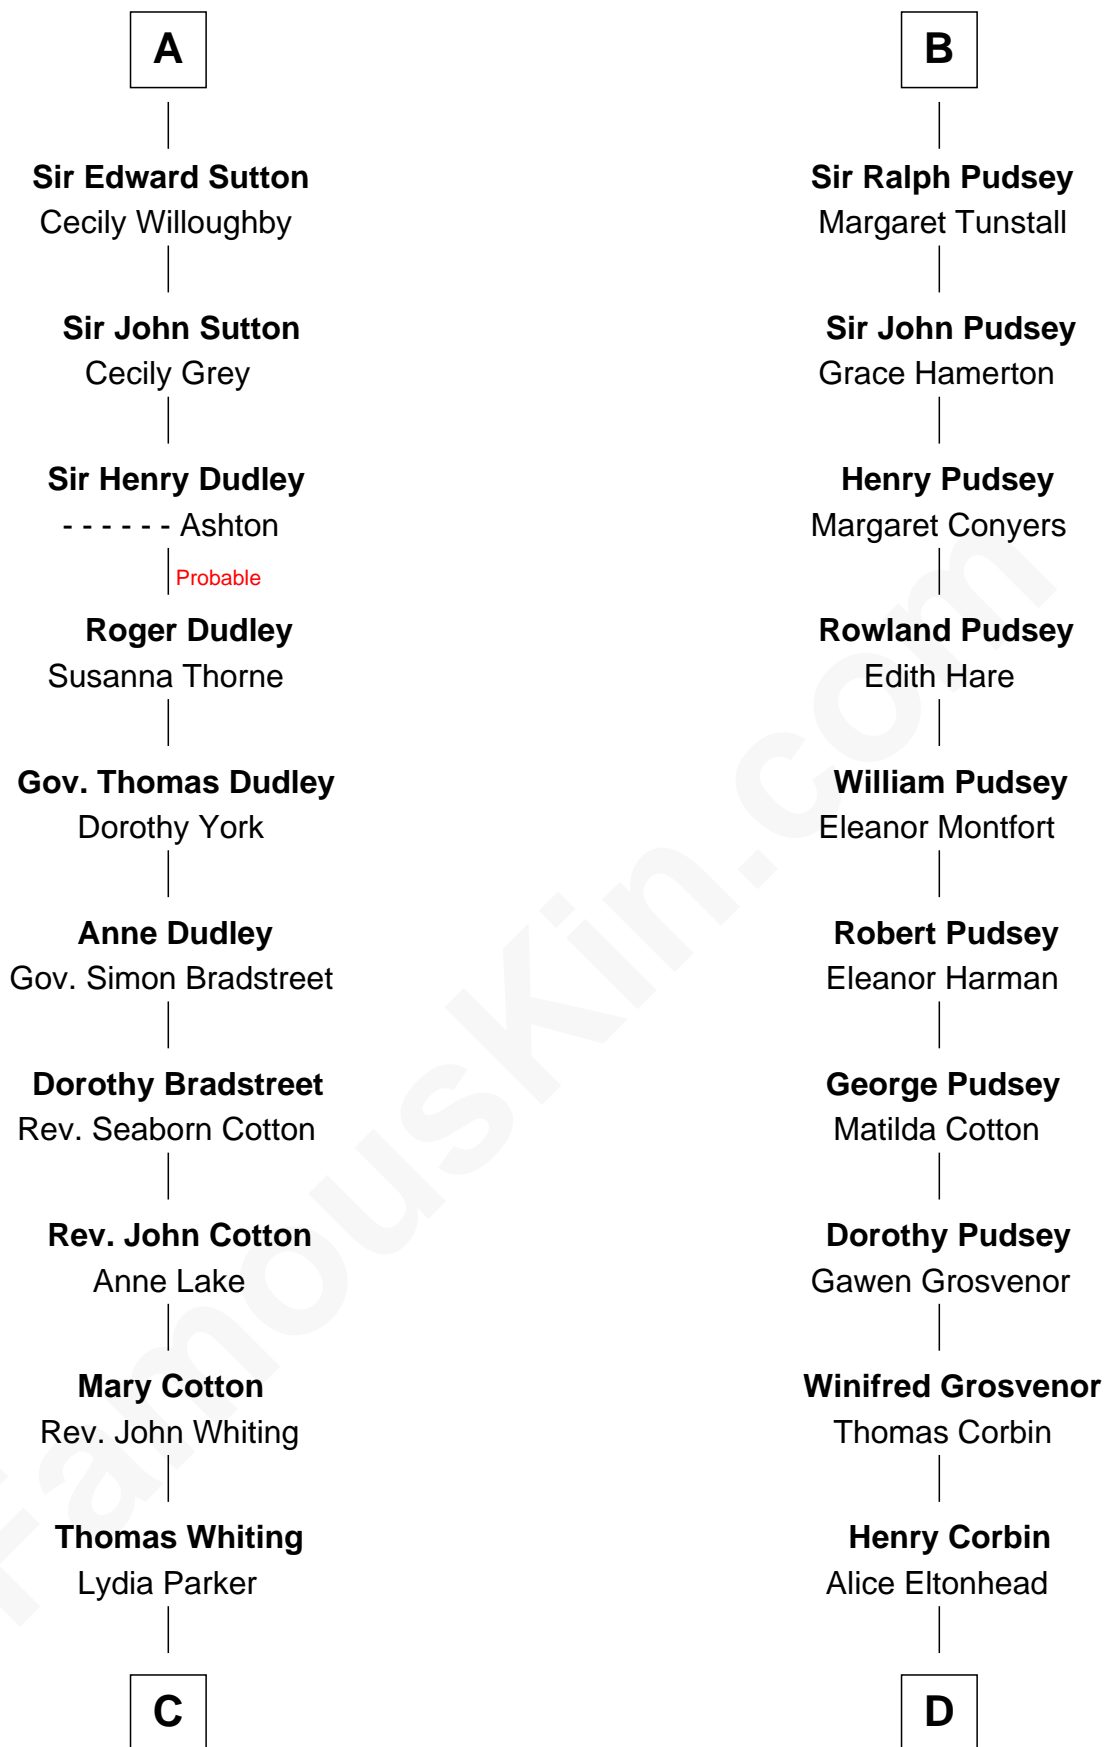 A
Sir Edward Sutton
Cecily Willoughby
Sir John Sutton
Cecily Grey
Sir Henry Dudley
- - - - - - Ashton
Probable
Roger Dudley
Susanna Thorne
Gov. Thomas Dudley
Dorothy York
Anne Dudley
Gov. Simon Bradstreet
Dorothy Bradstreet
Rev. Seaborn Cotton
Rev. John Cotton
Anne Lake
Mary Cotton
Rev. John Whiting
Thomas Whiting
Lydia Parker
C
B
Sir Ralph Pudsey
Margaret Tunstall
Sir John Pudsey
Grace Hamerton
Henry Pudsey
Margaret Conyers
Rowland Pudsey
Edith Hare
William Pudsey
Eleanor Montfort
Robert Pudsey
Eleanor Harman
George Pudsey
Matilda Cotton
Dorothy Pudsey
Gawen Grosvenor
Winifred Grosvenor
Thomas Corbin
Henry Corbin
Alice Eltonhead
D
FamousKin.com